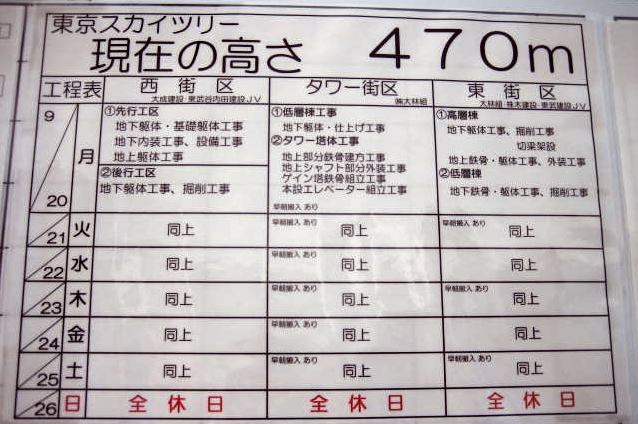 東京スカイツリー
現在の高さ 470m
工程表 西街区 タワー街区 東街区
大成建設・東武谷内田建設JV ㈱大林組 大林組・株木建設・東武建設JV
9/20 月
①先行工区
地下躯体・基礎躯体工事
地下内装工事、設備工事
地上躯体工事
②後行工区
地下躯体工事、掘削工事
①低層棟工事
地下躯体・仕上げ工事
②タワー塔体工事
地上部分鉄骨建方工事
地上シャフト部分外装工事
ゲイン塔鉄骨組立工事
本設エレベーター組立工事
早朝搬入あり
①高層棟
地下躯体工事、掘削工事
切梁架設
地上鉄骨・躯体工事、外装工事
②低層棟
地下鉄骨・躯体工事、掘削工事
21 火 同上 早朝搬入あり 同上 早朝搬入あり 同上
22 水 同上 早朝搬入あり 同上 同上
23 木 同上 早朝搬入あり 同上 早朝搬入あり 同上
24 金 同上 早朝搬入あり 同上 同上
25 土 同上 早朝搬入あり 同上 早朝搬入あり 同上
26 日 全休日 全休日 全休日